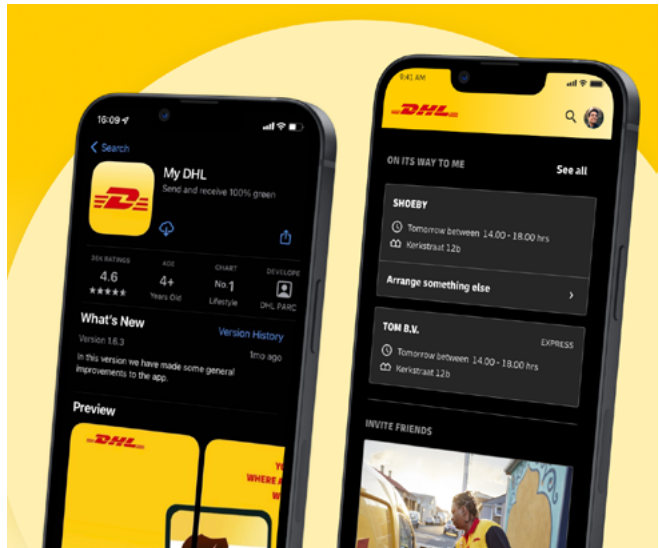 16:09
Search
My DHL
Send and receive 100% green
4.6
AGE
4+
Years Old
CHART
No.1
Lifestyle
DEVELOPE
DHL PARC
What's New
Version History
Version 1.6.3
1mo ago
In this version we have made some general
improvements to the app.
Preview
DHL
YO
WHERE A
W
9:41 AM
DHL
ON ITS WAY TO ME
See all
SHOEBY
Tomorrow between 14.00 - 18.00 hrs
Kerkstraat 12b
Arrange something else
TOM B.V.
EXPRESS
Tomorrow between 14.00 - 18.00 hrs
Kerkstraat 12b
INVITE FRIENDS